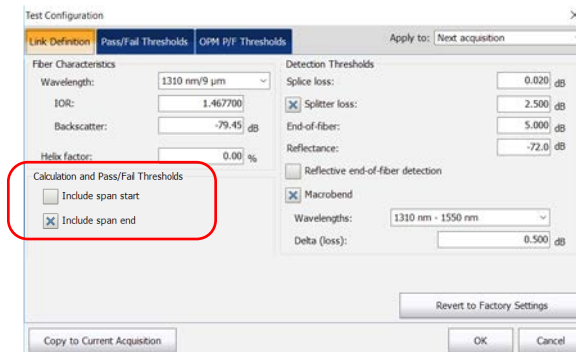 Test Configuration
Link Definition Pass/Fail Thresholds OPM P/F Thresholds Apply to: Next acquisition
Fiber Characteristics
Wavelength: 1310 nm/9 µm
IOR: 1.467700
Backscatter: -79.45 dB
Helix factor: 0.00 %
Calculation and Pass/Fail Thresholds
Include span start
Include span end
Detection Thresholds
Splice loss: 0.020 dB
Splitter loss: 2.500 dB
End-of-fiber: 5.000 dB
Reflectance: -72.0 dB
Reflective end-of-fiber detection
Macrobend
Wavelengths: 1310 nm - 1550 nm
Delta (loss): 0.500 dB
Revert to Factory Settings
Copy to Current Acquisition OK Cancel